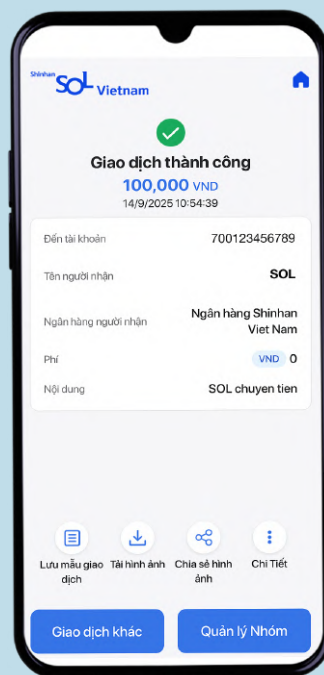 Shinhan SOL Vietnam
Giao dịch thành công
100,000 VND
14/9/2025 10:54:39
Đến tài khoản 700123456789
Tên người nhận SOL
Ngân hàng người nhận Ngân hàng Shinhan
Viet Nam
Phí VND 0
Nội dung SOL chuyen tien
Lưu mẫu giao Tải hình ảnh Chia sẻ hình Chi Tiết
dịch ảnh
Giao dịch khác Quản lý Nhóm